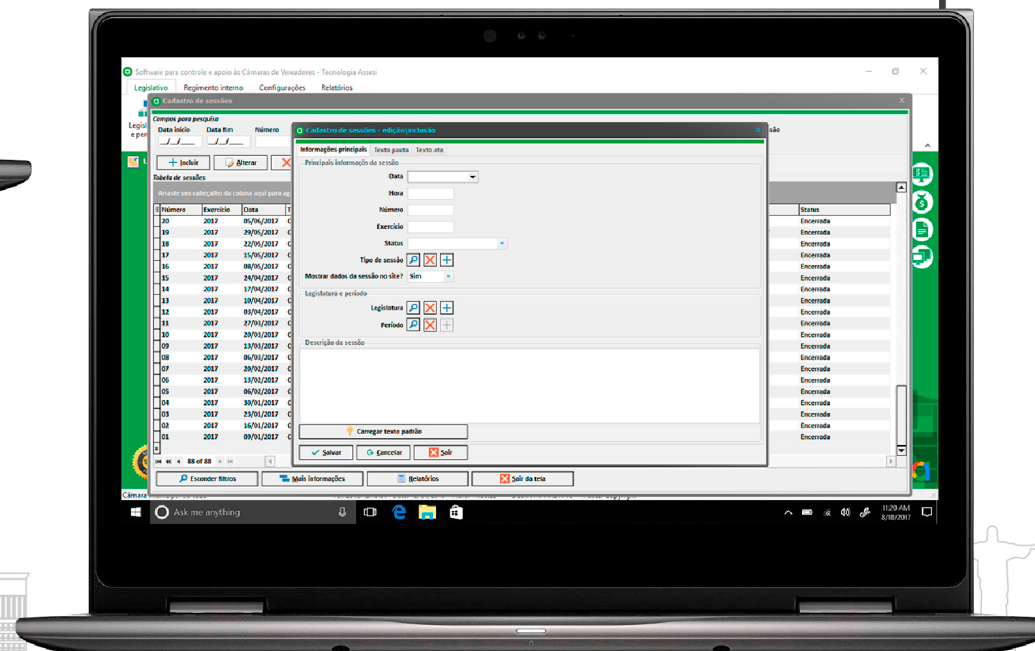 Software para controle e apoio às Câmaras de Vereadores - Tecnologia Assesi
Legislativo Regimento interno Configurações Relatórios
Cadastro de sessões
Campos para pesquisa
Data início Data fim Número
Cadastro de sessões - edição|inclusão
Informações principais Texto pauta Texto ata
Incluir Alterar
Principais informaçõs da sessão
Data
Hora
Número
Exercício
Status
Tipo de sessão
Mostrar dados da sessão no site? Sim
Legislatura e período
Legislatura
Período
Descrição da sessão
Carregar texto padrão
Salvar Cancelar Sair
Tabela de sessões
Arraste um cabeçalho da coluna aqui para
Número Exercício Data Status
20 2017 05/06/2017 Encerrada
19 2017 29/05/2017 Encerrada
18 2017 22/05/2017 Encerrada
17 2017 15/05/2017 Encerrada
16 2017 08/05/2017 Encerrada
15 2017 24/04/2017 Encerrada
14 2017 17/04/2017 Encerrada
13 2017 10/04/2017 Encerrada
12 2017 03/04/2017 Encerrada
11 2017 27/03/2017 Encerrada
10 2017 20/03/2017 Encerrada
09 2017 13/03/2017 Encerrada
08 2017 06/03/2017 Encerrada
07 2017 20/02/2017 Encerrada
06 2017 13/02/2017 Encerrada
05 2017 06/02/2017 Encerrada
04 2017 30/01/2017 Encerrada
03 2017 23/01/2017 Encerrada
02 2017 16/01/2017 Encerrada
01 2017 09/01/2017 Encerrada
88 of 88
Esconder filtros Mais informações Relatórios Sair da tela
Ask me anything
11:20 AM
8/18/2017